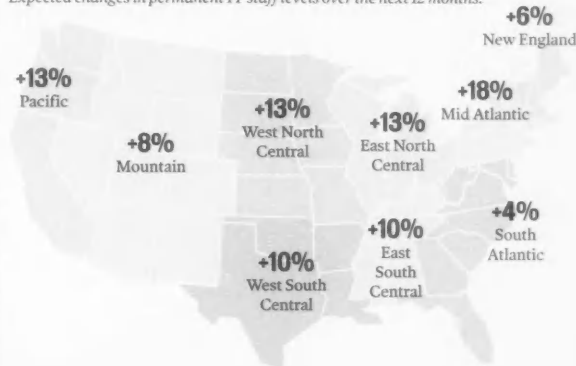 Expected changes in permanent IT staff levels over the next 12 months.
+6%
New England
+13%
Pacific
+18%
Mid Atlantic
+13%
West North
Central
+13%
East North
Central
+8%
Mountain
+4%
South
Atlantic
+10%
East
South
Central
+10%
West South
Central